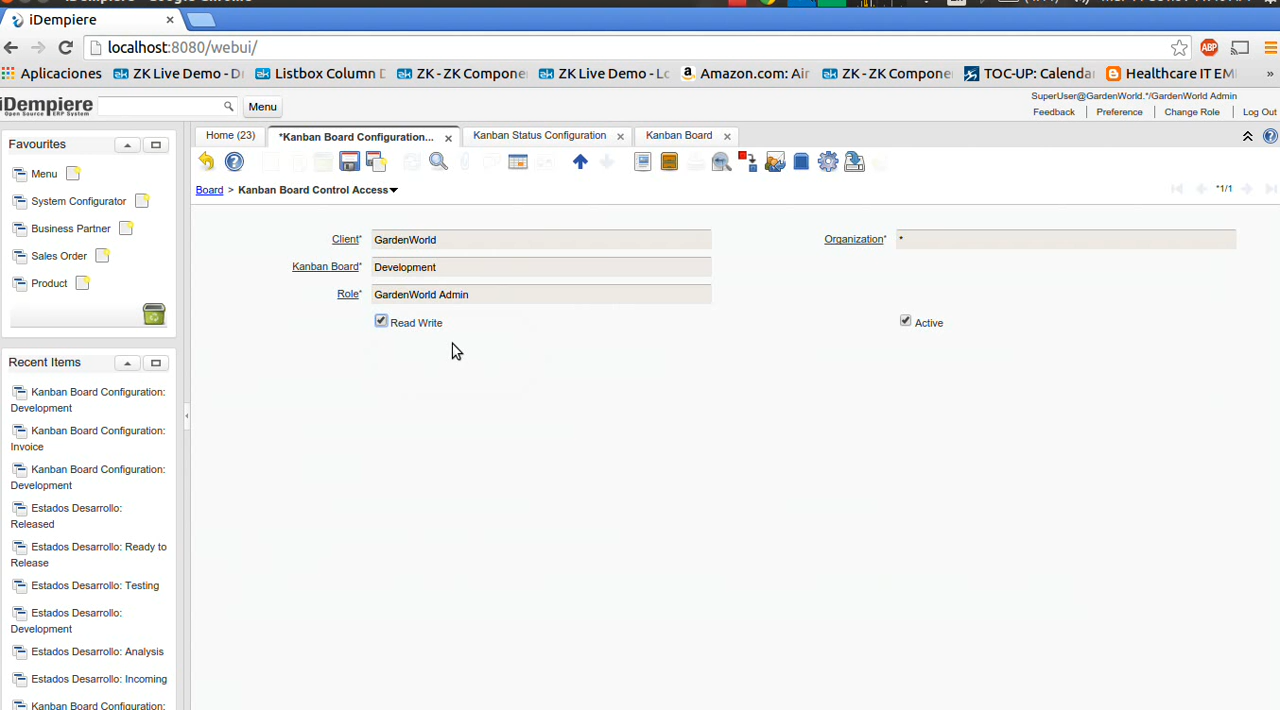 iDempiere
localhost:8080/webui/
Aplicaciones
ZK Live Demo - D
Listbox Column D
ZK - ZK Compone
ZK Live Demo - Lo
Amazon.com: Air
ZK - ZK Compone
TOC-UP: Calenda
Healthcare IT EMI
»
iDempiere
Open Source ERP System
Menu
SuperUser@GardenWorld.*/GardenWorld Admin
Feedback
Preference
Change Role
Log Out
Favourites
Menu
System Configurator
Business Partner
Sales Order
Product
Recent Items
Kanban Board Configuration:
Development
Kanban Board Configuration:
Invoice
Kanban Board Configuration:
Development
Estados Desarrollo:
Released
Estados Desarrollo: Ready to
Release
Estados Desarrollo: Testing
Estados Desarrollo:
Development
Estados Desarrollo: Analysis
Estados Desarrollo: Incoming
Kanban Board Configuration:
Home (23)
*Kanban Board Configuration...
Kanban Status Configuration
Kanban Board
Board > Kanban Board Control Access
*1/1
Client* GardenWorld
Organization* *
Kanban Board* Development
Role* GardenWorld Admin
Read Write
Active